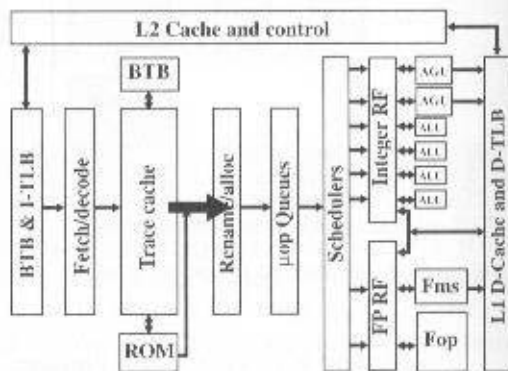 L2 Cache and control
BTB
BTB & I-TLB
Fetch/decode
Trace cache
Rename/alloc
µop Queues
Schedulers
Integer RF
FP RF
AGU
AGU
ALU
ALU
ALU
ALU
Fms
Fop
L1 D-Cache and D-TLB
ROM